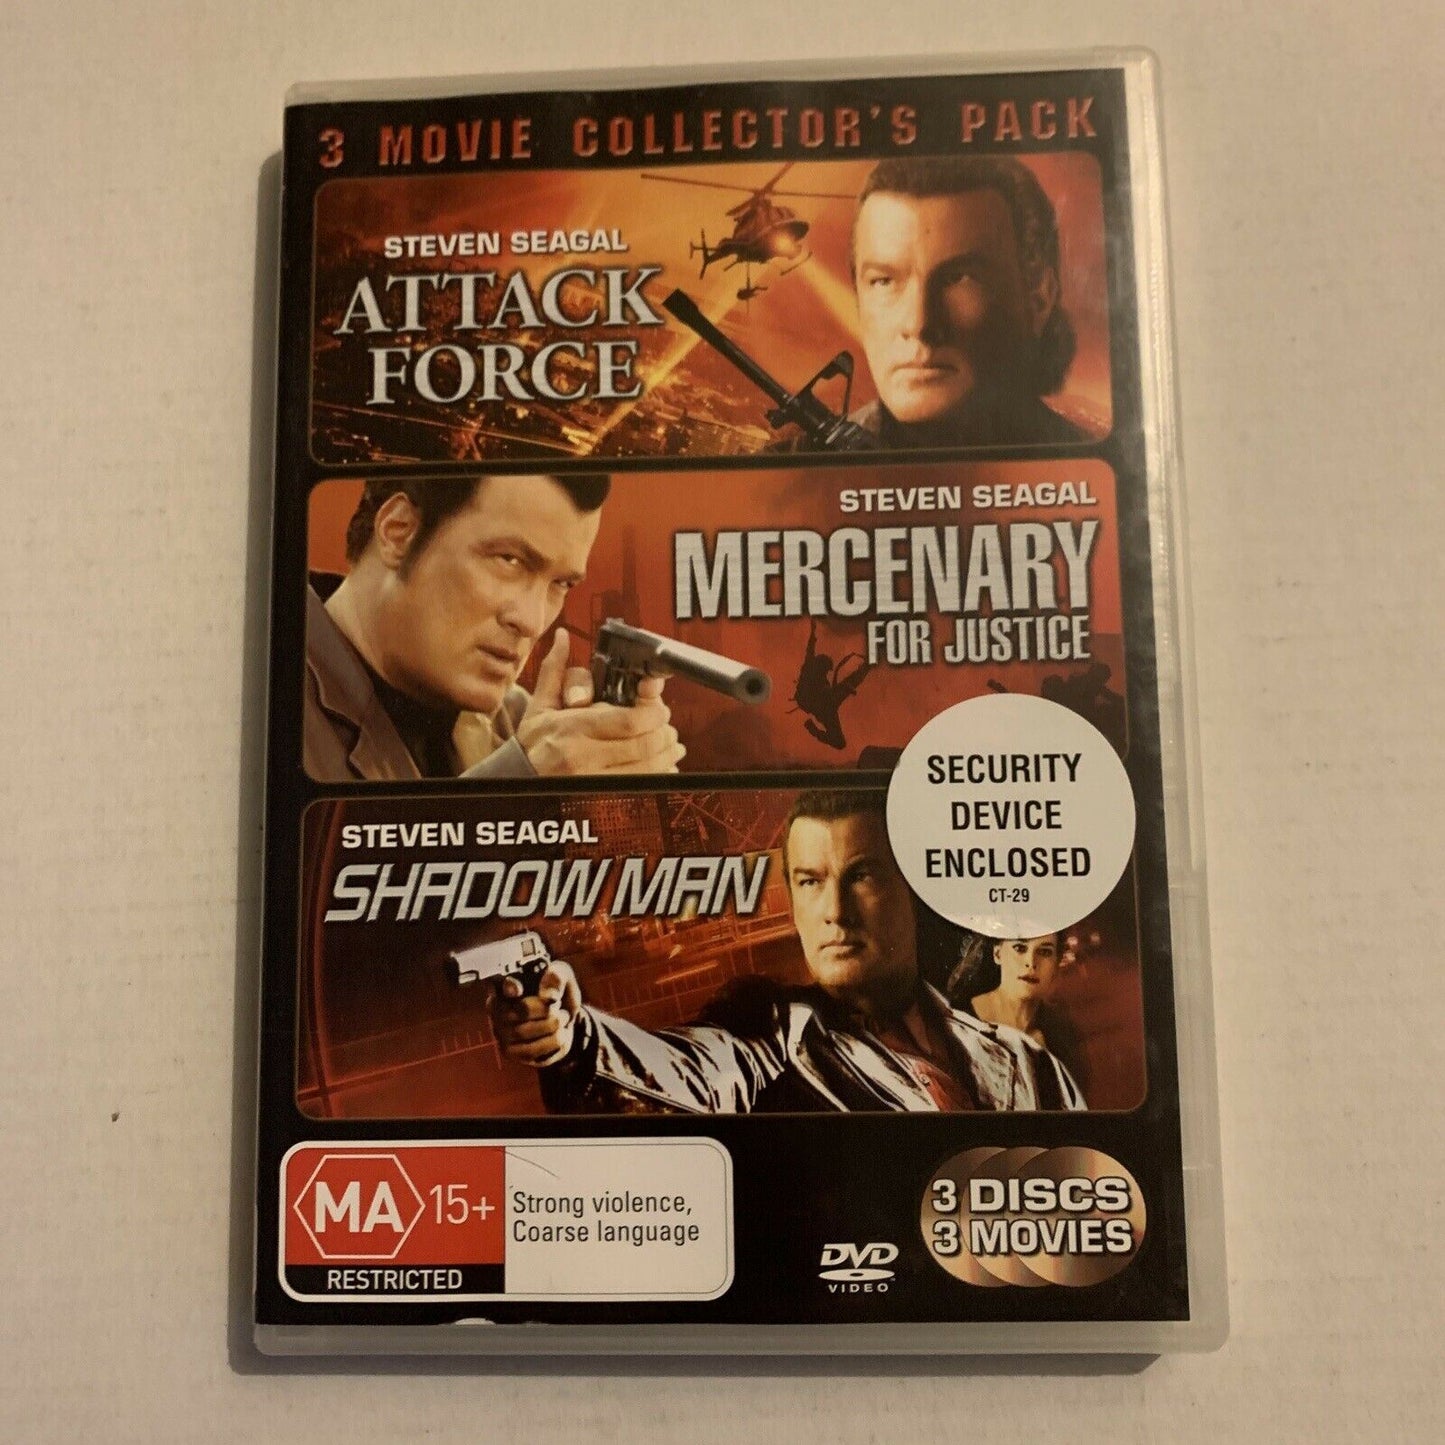 3 MOVIE COLLECTOR'S PACK
STEVEN SEAGAL
ATTACK
FORCE
STEVEN SEAGAL
MERCENARY
FOR JUSTICE
SECURITY
DEVICE
ENCLOSED
CT-29
STEVEN SEAGAL
SHADOW MAN
MA 15+
RESTRICTED
Strong violence,
Coarse language
DVD
VIDEO
3 DISCS
3 MOVIES